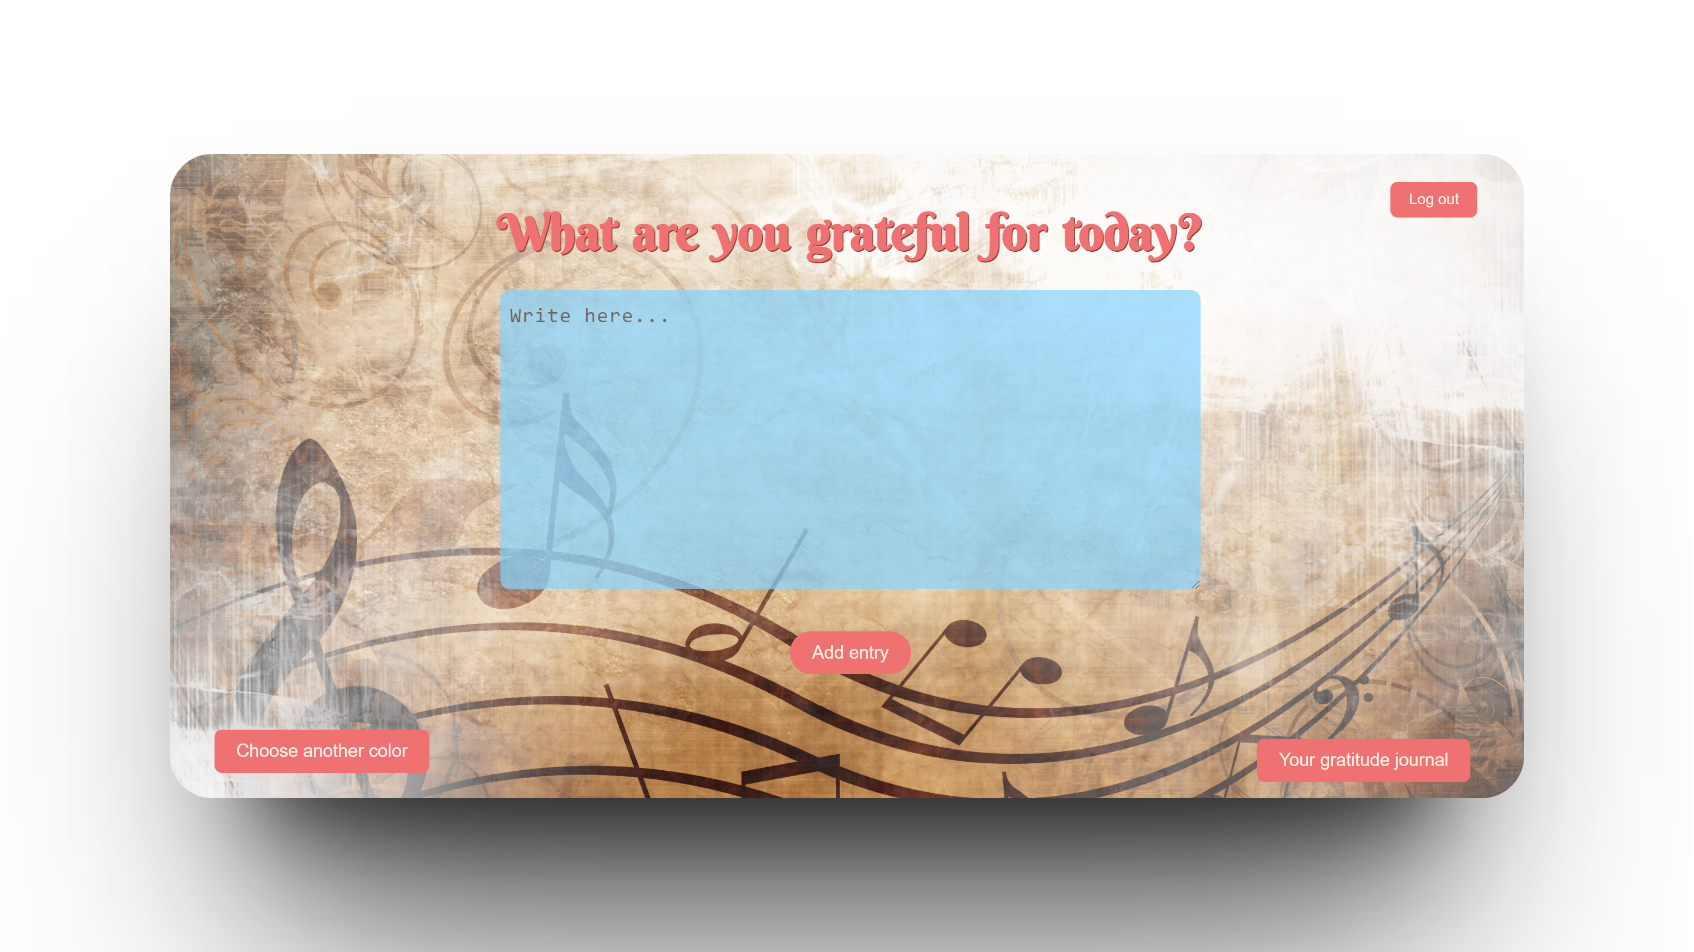 Log out
What are you grateful for today?
Write here...
Add entry
Choose another color
Your gratitude journal